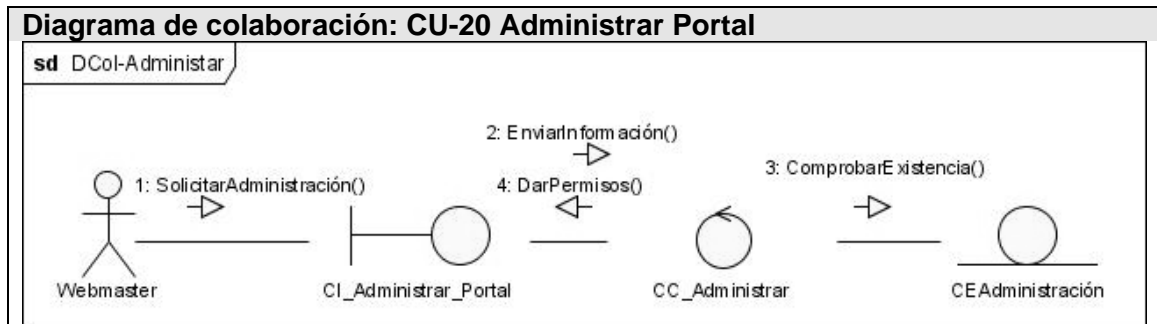 Diagrama de colaboración: CU-20 Administrar Portal
sd DCol-Administar
2: EnviarInformación()
1: SolicitarAdministración()
4: DarPermisos()
3: ComprobarExistencia()
Webmaster
CI_Administrar_Portal
CC_Administrar
CEAdministración